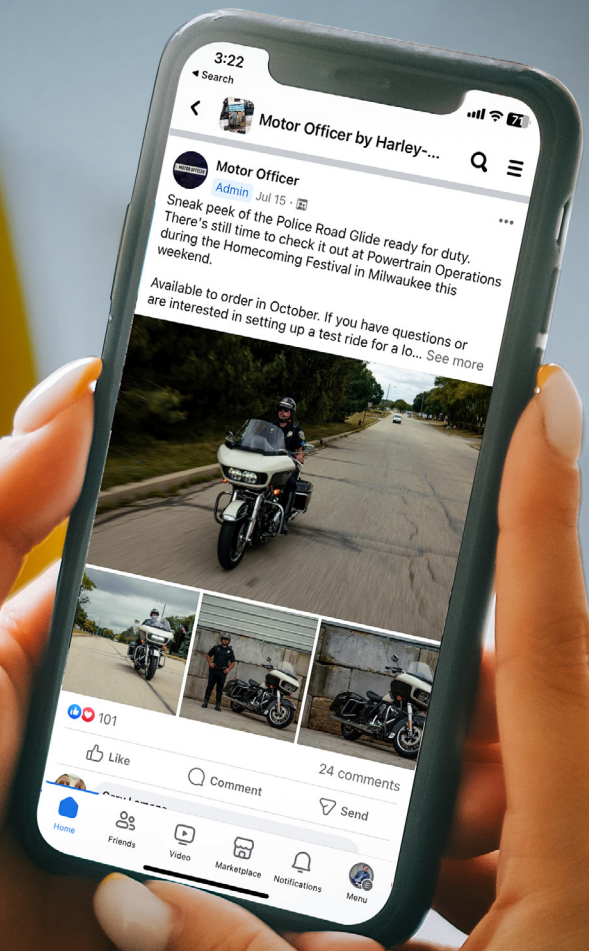 3:22
Search
71
Motor Officer by Harley-...
MOTOR OFFICER
Motor Officer
Admin Jul 15 ·
Sneak peek of the Police Road Glide ready for duty.
There's still time to check it out at Powertrain Operations
during the Homecoming Festival in Milwaukee this
weekend.
Available to order in October. If you have questions or
are interested in setting up a test ride for a lo... See more
101
24 comments
Like
Comment
Send
Home
Friends
Video
Marketplace
Notifications
Menu